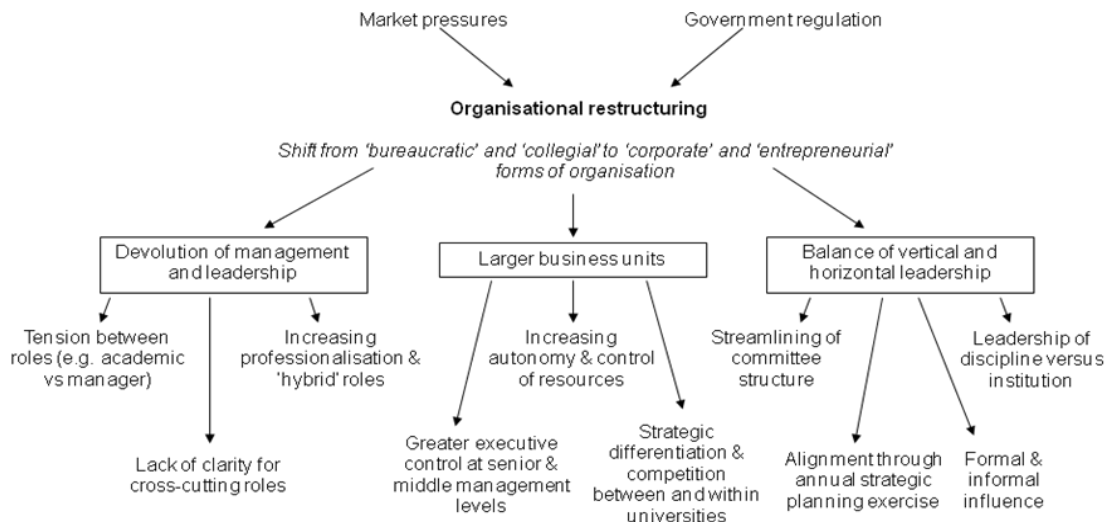 Market pressures
Government regulation
Organisational restructuring
Shift from 'bureaucratic' and 'collegial' to 'corporate' and 'entrepreneurial'
forms of organisation
Devolution of management
and leadership
Larger business units
Balance of vertical and
horizontal leadership
Tension between
roles (e.g. academic
vs manager)
Increasing
professionalisation &
'hybrid' roles
Increasing
autonomy & control
of resources
Streamlining of
committee
structure
Leadership of
discipline versus
institution
Lack of clarity for
cross-cutting roles
Greater executive
control at senior &
middle management
levels
Strategic
differentiation &
competition
between and within
universities
Alignment through
annual strategic
planning exercise
Formal &
informal
influence